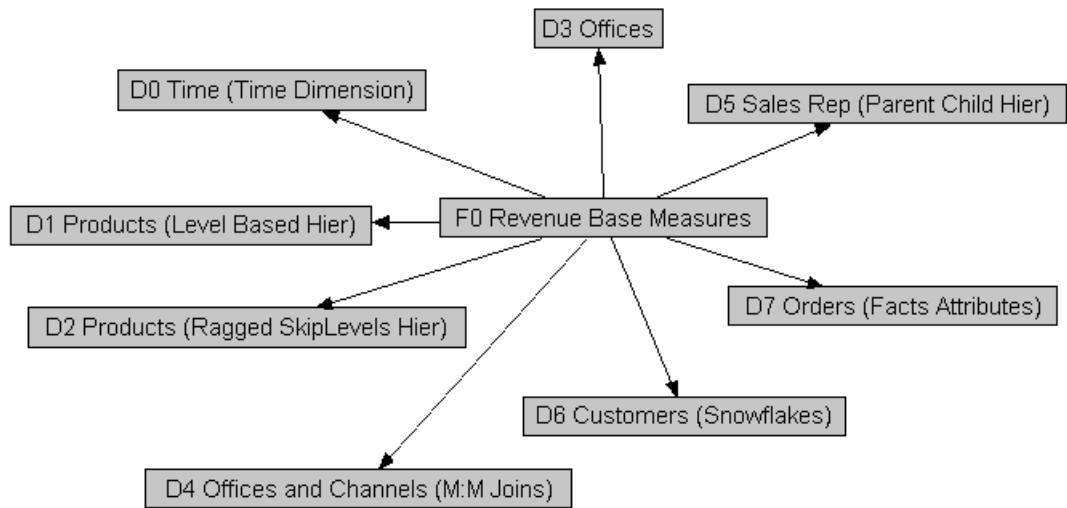 D3 Offices
D0 Time (Time Dimension)
D5 Sales Rep (Parent Child Hier)
F0 Revenue Base Measures
D1 Products (Level Based Hier)
D7 Orders (Facts Attributes)
D2 Products (Ragged SkipLevels Hier)
D6 Customers (Snowflakes)
D4 Offices and Channels (M:M Joins)